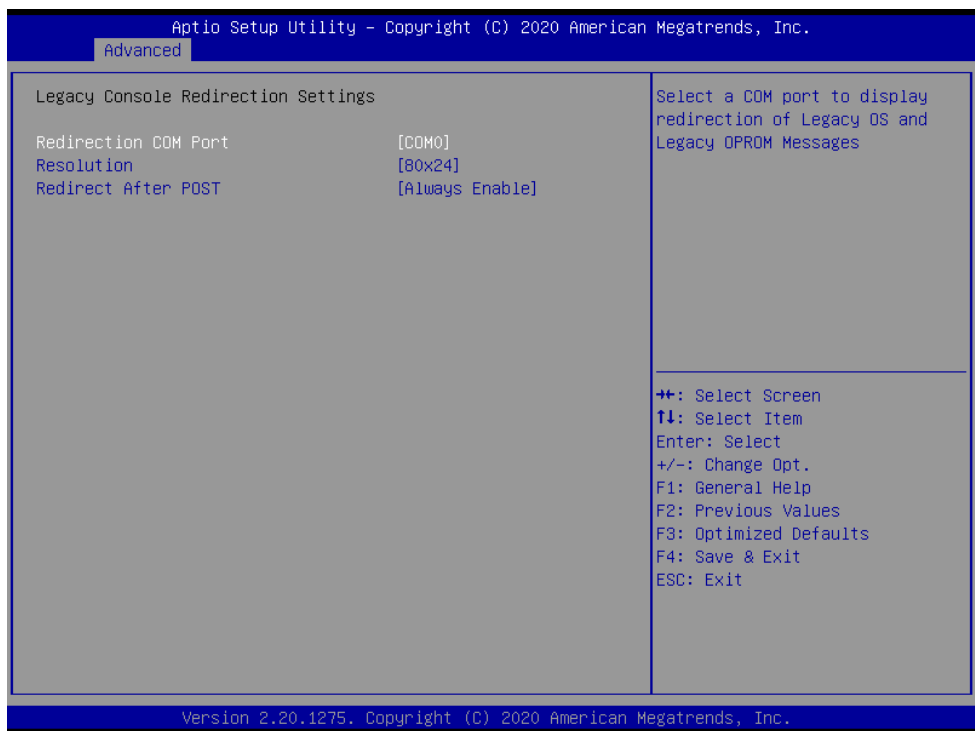 Aptio Setup Utility – Copyright (C) 2020 American Megatrends, Inc.
Advanced
Legacy Console Redirection Settings
Redirection COM Port [COM0]
Resolution [80x24]
Redirect After POST [Always Enable]
Select a COM port to display
redirection of Legacy OS and
Legacy OPROM Messages
→←: Select Screen
↑↓: Select Item
Enter: Select
+/-: Change Opt.
F1: General Help
F2: Previous Values
F3: Optimized Defaults
F4: Save & Exit
ESC: Exit
Version 2.20.1275. Copyright (C) 2020 American Megatrends, Inc.